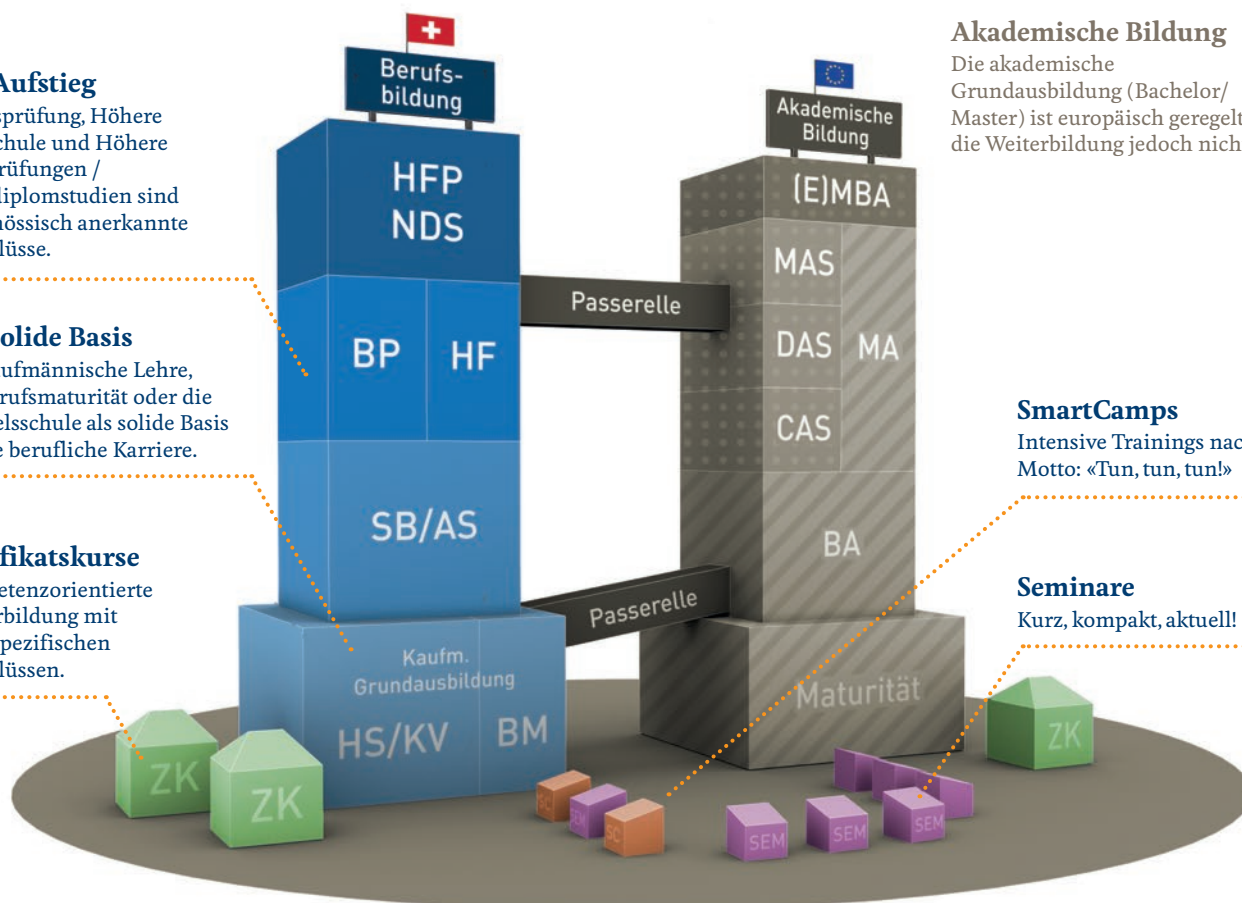 Aufstieg
sprüfung, Höhere
chule und Höhere
rüfungen /
diplomstudien sind
nössisch anerkannte
lüsse.
olide Basis
ufmännische Lehre,
rufsmaturität oder die
elsschule als solide Basis
e berufliche Karriere.
fikatskurse
etenzorientierte
rbildung mit
pezifischen
lüssen.
Berufs-
bildung
HFP
NDS
BP HF
SB/AS
Kaufm.
Grundausbildung
HS/KV BM
Passerelle
Passerelle
Akademische
Bildung
(E)MBA
MAS
DAS MA
CAS
BA
Maturität
Akademische Bildung
Die akademische
Grundausbildung (Bachelor/
Master) ist europäisch geregelt
die Weiterbildung jedoch nich
SmartCamps
Intensive Trainings nac
Motto: «Tun, tun, tun!»
Seminare
Kurz, kompakt, aktuell!
ZK
ZK
ZK
SC
SEM
SC
SEM
SEM
SEM